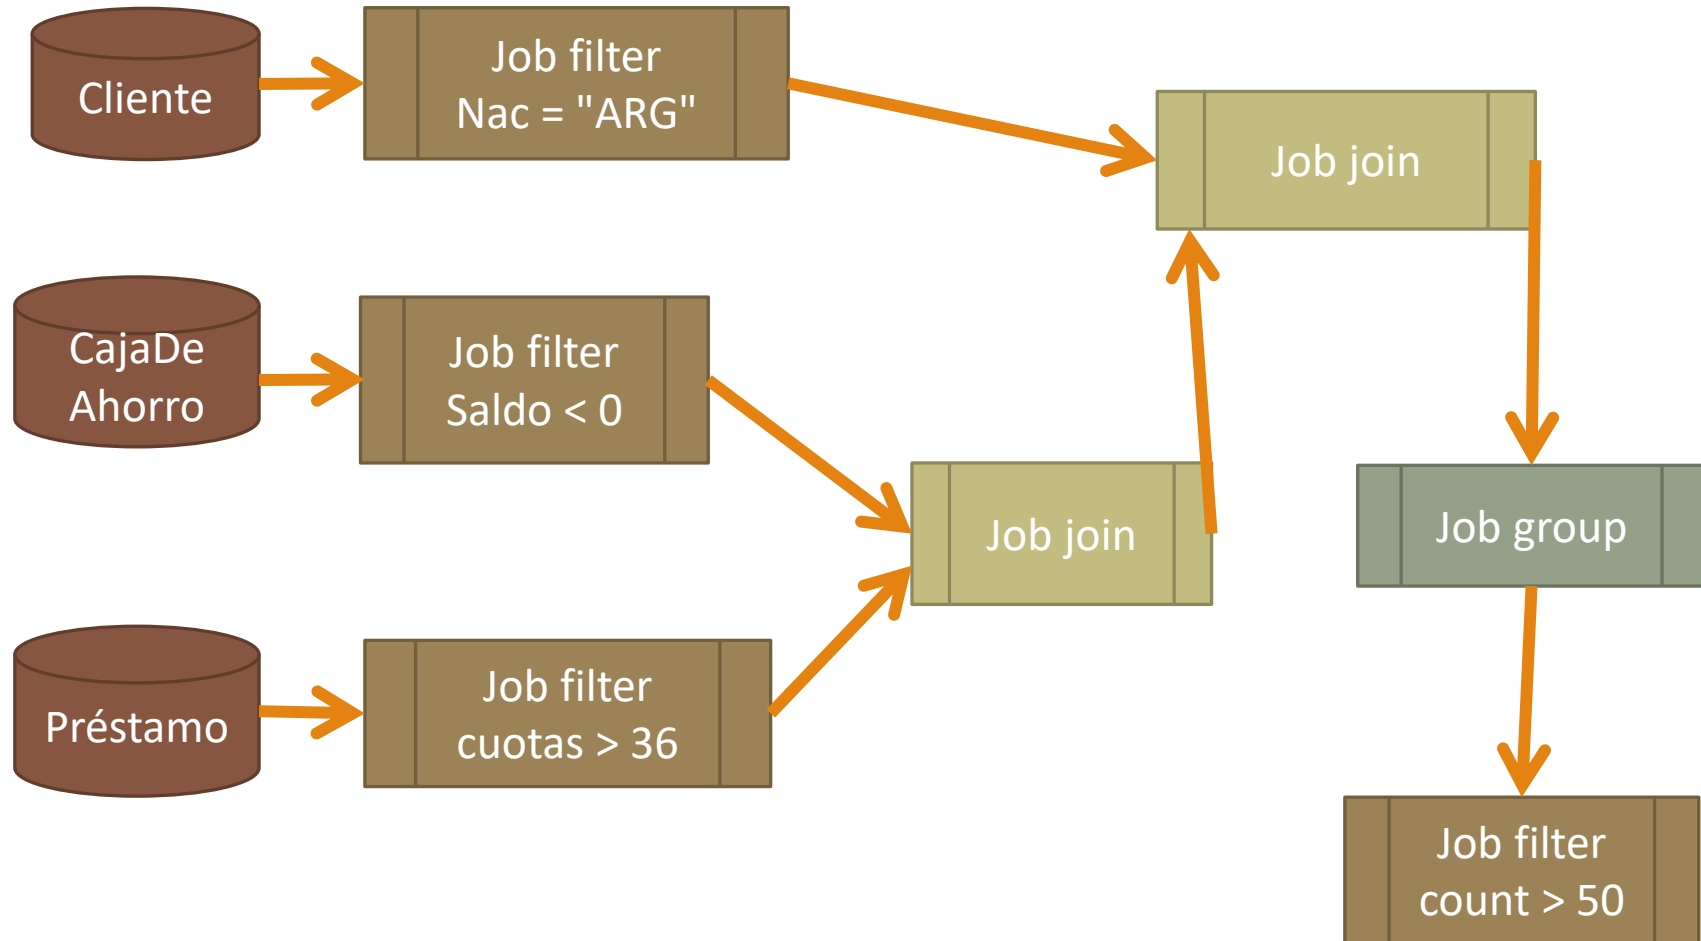 Cliente
Job filter
Nac = "ARG"
Job join
CajaDe
Ahorro
Job filter
Saldo < 0
Job join
Job group
Préstamo
Job filter
cuotas > 36
Job filter
count > 50